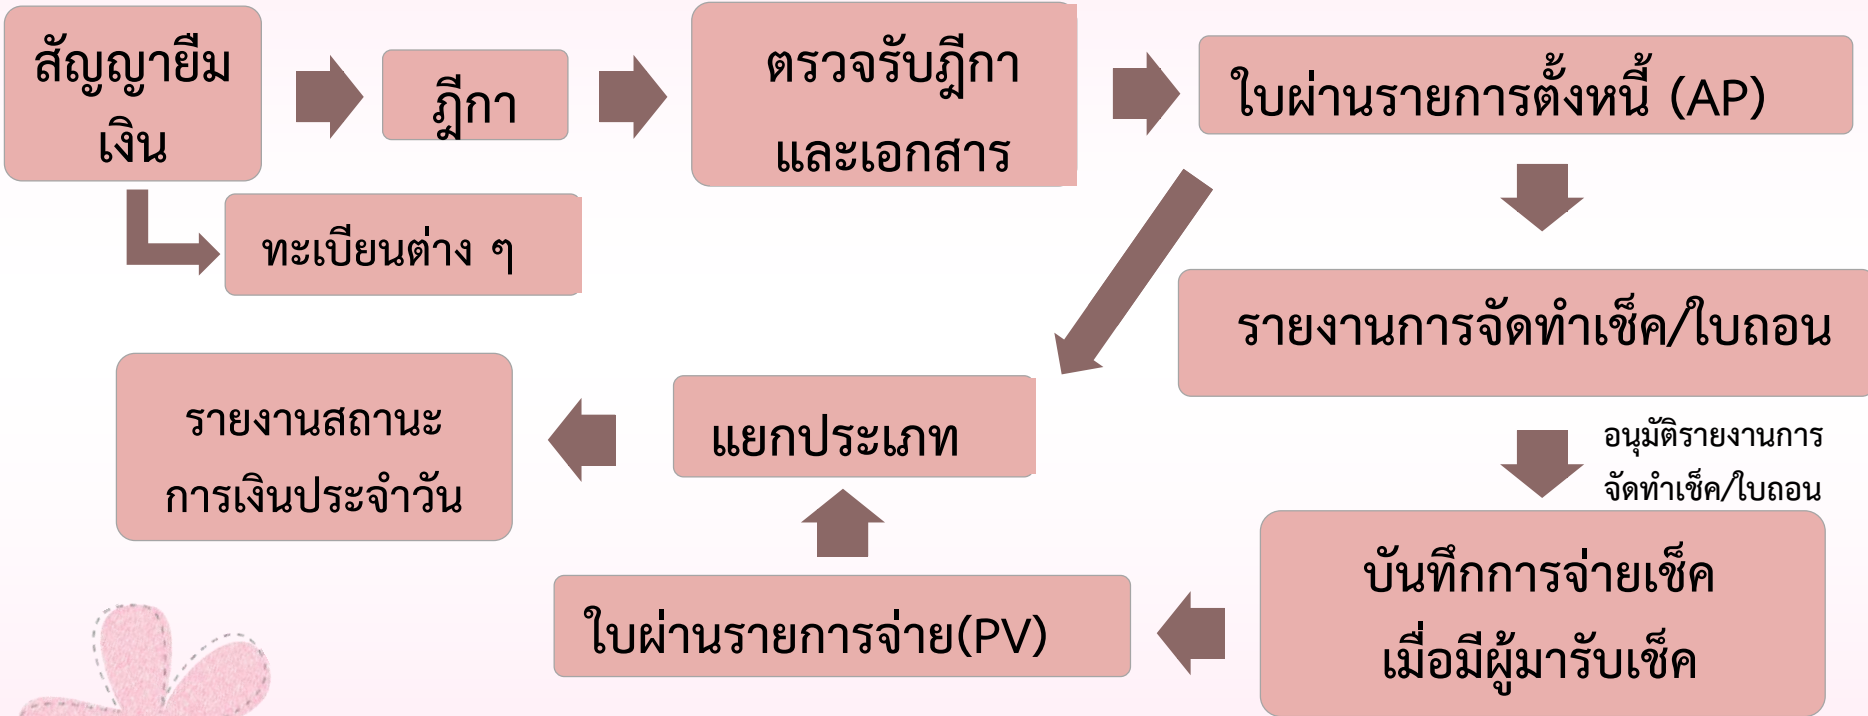 สัญญายืม
เงิน
ฎีกา
ตรวจรับฎีกา
และเอกสาร
ใบผ่านรายการตั้งหนี้ (AP)
ทะเบียนต่าง ๆ
รายงานการจัดทำเช็ค/ใบถอน
อนุมัติรายงานการ
จัดทำเช็ค/ใบถอน
บันทึกการจ่ายเช็ค
เมื่อมีผู้มารับเช็ค
ใบผ่านรายการจ่าย(PV)
แยกประเภท
รายงานสถานะ
การเงินประจำวัน